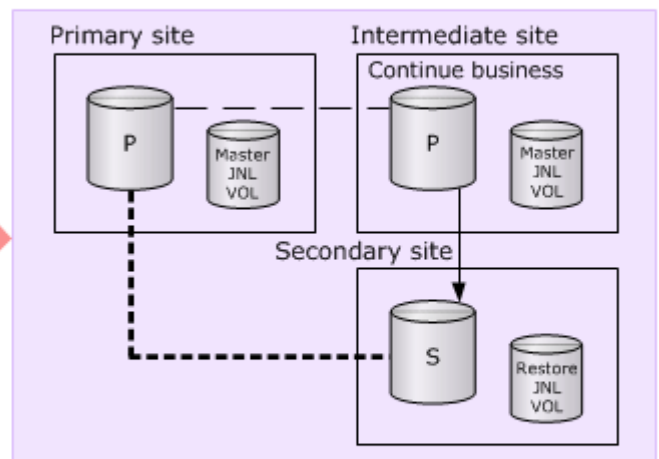 Primary site
Intermediate site
Continue business
P
Master
JNL
VOL
P
Master
JNL
VOL
Secondary site
S
Restore
JNL
VOL